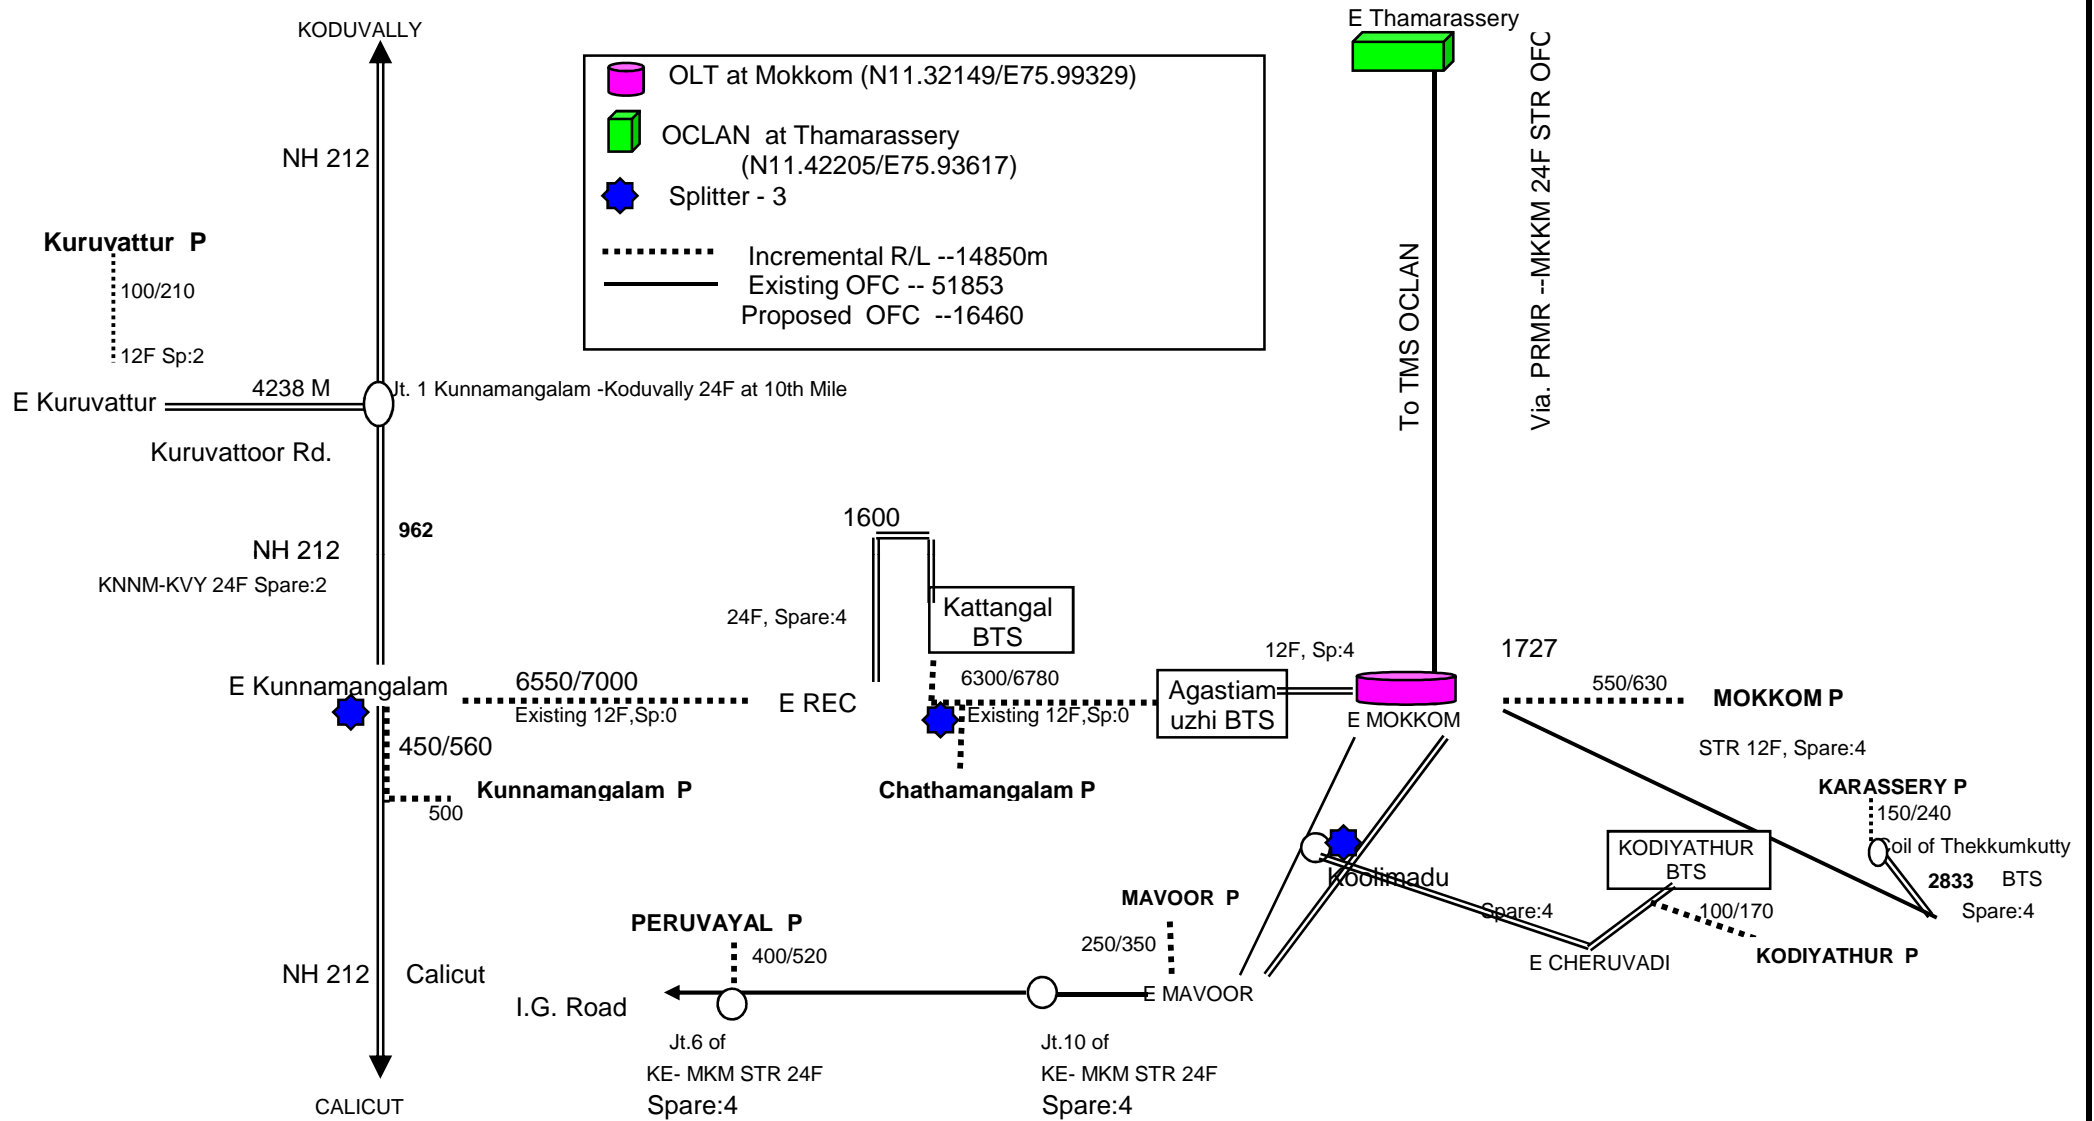 KODUVALLY
E Thamarassery
OLT at Mokkom (N11.32149/E75.99329)
OCLAN at Thamarassery
(N11.42205/E75.93617)
Splitter - 3
Incremental R/L --14850m
Existing OFC -- 51853
Proposed OFC --16460
NH 212
To TMS OCLAN
Via. PRMR --MKKM 24F STR OFC
Kuruvattur P
100/210
12F Sp:2
4238 M
E Kuruvattur
Jt. 1 Kunnamangalam -Koduvally 24F at 10th Mile
Kuruvattoor Rd.
962
NH 212
KNNM-KVY 24F Spare:2
1600
24F, Spare:4
Kattangal
BTS
12F, Sp:4
1727
E Kunnamangalam
6550/7000
Existing 12F,Sp:0
E REC
6300/6780
Existing 12F,Sp:0
Agastiam
uzhi BTS
E MOKKOM
550/630
MOKKOM P
STR 12F, Spare:4
450/560
500
Kunnamangalam P
Chathamangalam P
KARASSERY P
150/240
Coil of Thekkumkutty
2833 BTS
Spare:4
Koolimadu
KODIYATHUR
BTS
Spare:4
100/170
E CHERUVADI
KODIYATHUR P
MAVOOR P
250/350
E MAVOOR
PERUVAYAL P
400/520
NH 212
Calicut
I.G. Road
Jt.6 of
KE- MKM STR 24F
Spare:4
Jt.10 of
KE- MKM STR 24F
Spare:4
CALICUT